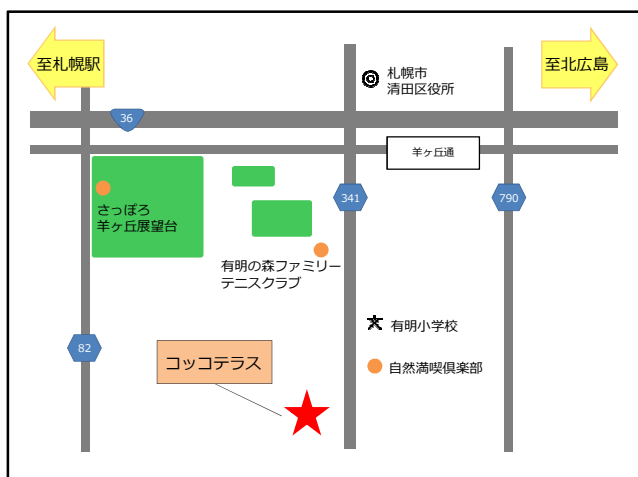 至札幌駅
至北広島
札幌市
清田区役所
36
羊ヶ丘通
341
790
さっぽろ
羊ヶ丘展望台
有明の森ファミリー
テニスクラブ
有明小学校
82
コッコテラス
自然満喫倶楽部